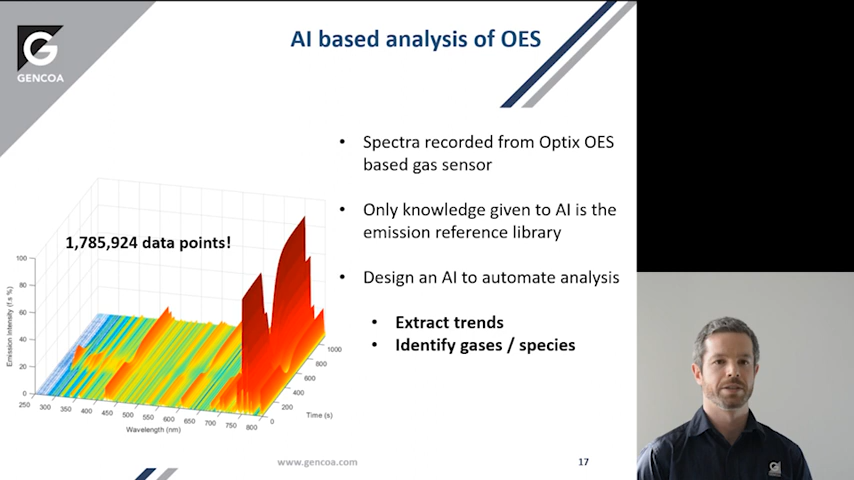 AI based analysis of OES
G
GENCOA
• Spectra recorded from Optix OES
based gas sensor
• Only knowledge given to AI is the
emission reference library
• Design an AI to automate analysis
• Extract trends
• Identify gases / species
1,785,924 data points!
Emission Intensity (f.s %)
100
80
60
40
20
0
250
300
350
400
450
500
550
600
650
700
750
800
Wavelength (nm)
0
200
400
600
800
1000
Time (s)
www.gencoa.com
17
G